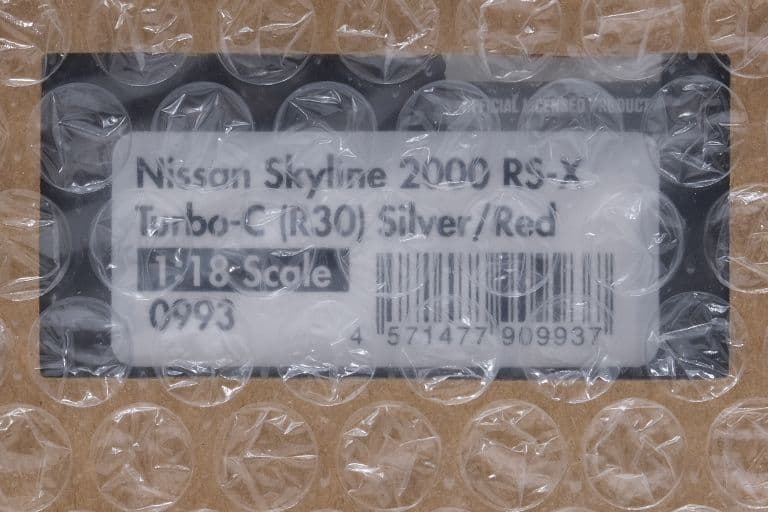 OFFICIAL LICENSED PRODUCT
Nissan Skyline 2000 RS-X
Turbo-C (R30) Silver/Red
1:18 Scale
0993
4 571477 909937